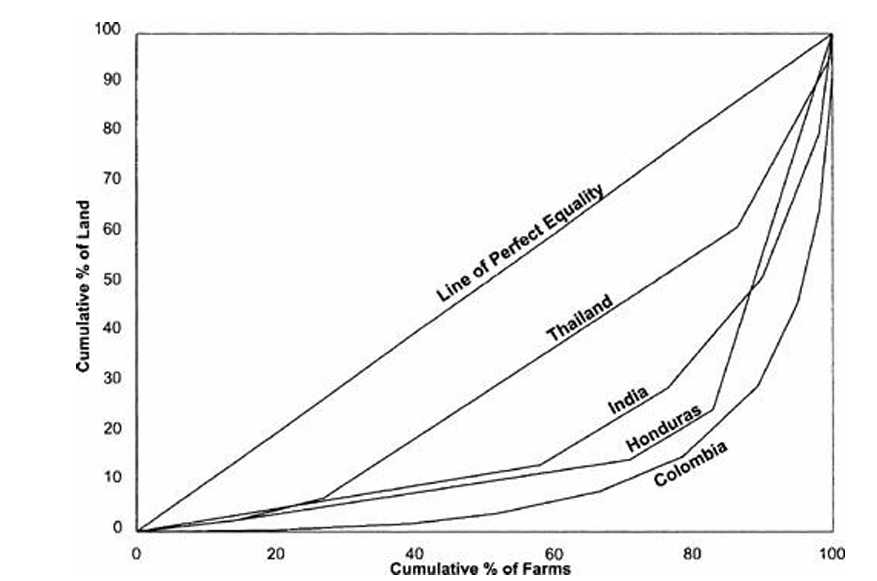 100
90
80
70
60
50
40
30
20
10
0
Cumulative % of Land
Line of Perfect Equality
Thailand
India
Honduras
Colombia
0 20 40 60 80 100
Cumulative % of Farms